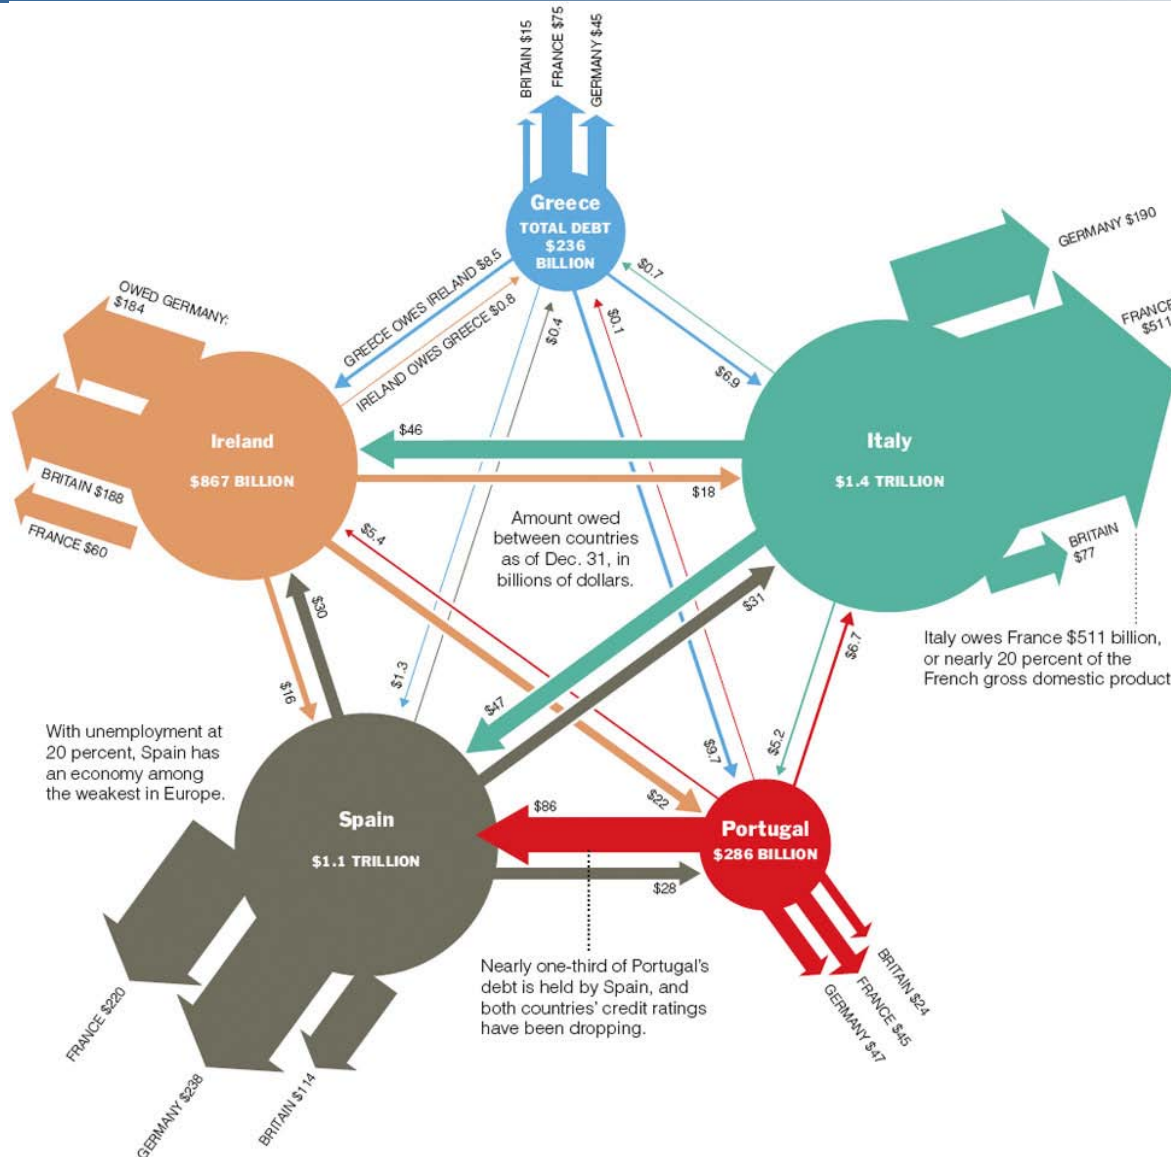 BRITAIN $15
FRANCE $75
GERMANY $45
Greece
TOTAL DEBT
$236
BILLION
GREECE OWES IRELAND $8.5
IRELAND OWES GREECE $0.8
$0.4
$0.1
$0.7
$6.9
GERMANY $190
FRANCE
$511
OWED GERMANY:
$184
Ireland
$867 BILLION
BRITAIN $188
FRANCE $60
$46
$18
Italy
$1.4 TRILLION
BRITAIN
$77
Amount owed
between countries
as of Dec. 31, in
billions of dollars.
$5.4
$30
$16
$1.3
$31
$47
$6.7
$5.2
$9.7
$22
Italy owes France $511 billion,
or nearly 20 percent of the
French gross domestic product
With unemployment at
20 percent, Spain has
an economy among
the weakest in Europe.
Spain
$1.1 TRILLION
$86
$28
Portugal
$286 BILLION
Nearly one-third of Portugal's
debt is held by Spain, and
both countries' credit ratings
have been dropping.
BRITAIN $24
FRANCE $45
GERMANY $47
FRANCE $220
GERMANY $238
BRITAIN $114